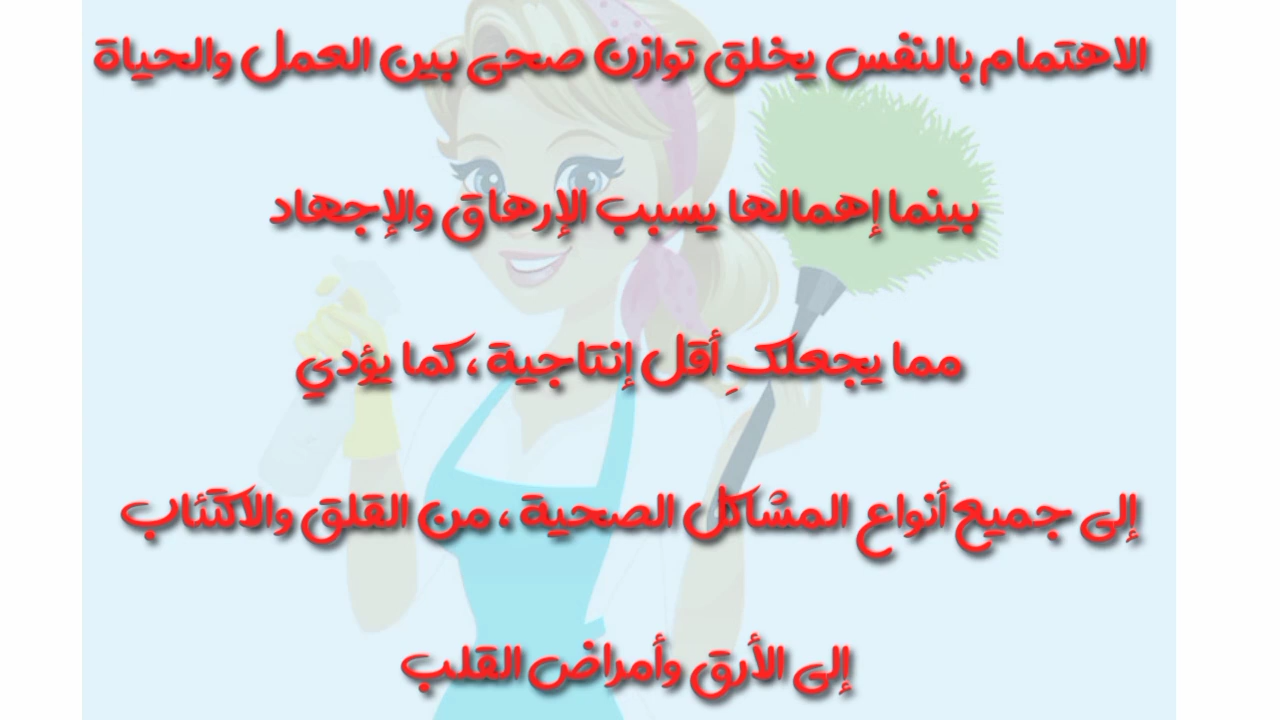 الاهتمام بالنفس يخلق توازن صحى بين العمل والحياة
بينما إهمالها يسبب الإرهاق والإجهاد
مما يجعلكِ أقل إنتاجية ، كما يؤدي
إلى جميع أنواع المشاكل الصحية ، من القلق والاكتئاب
إلى الأرق وأمراض القلب